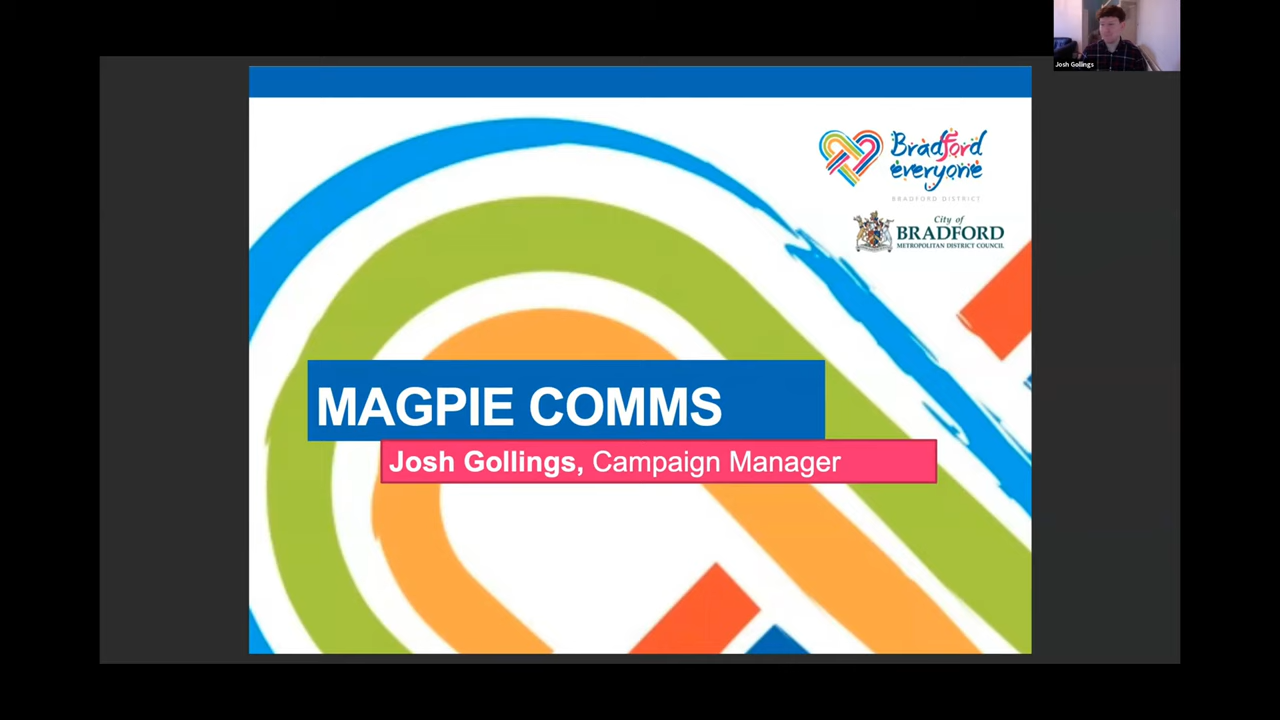 Josh Gollings
Bradford
everyone
BRADFORD DISTRICT
City of
BRADFORD
METROPOLITAN DISTRICT COUNCIL
MAGPIE COMMS
Josh Gollings, Campaign Manager